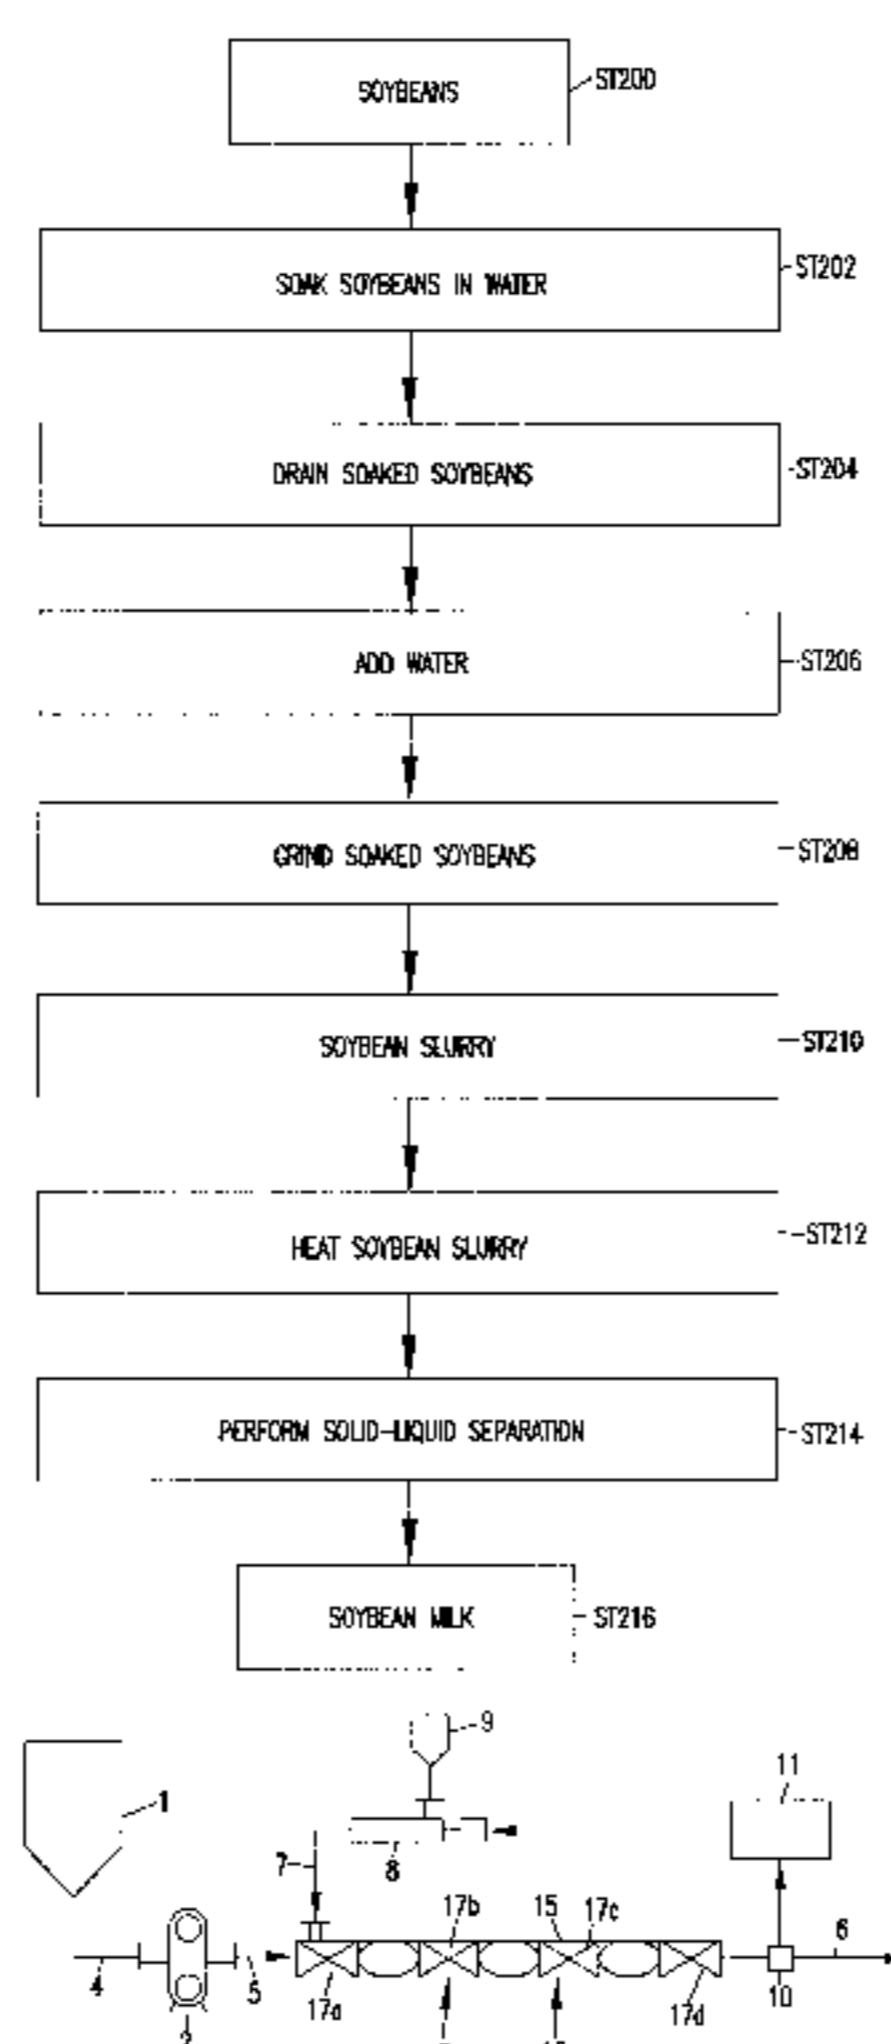 SOYBEANS
ST200
SOAK SOYBEANS IN WATER
ST202
DRAIN SOAKED SOYBEANS
ST204
ADD WATER
ST206
GRIND SOAKED SOYBEANS
ST208
SOYBEAN SLURRY
ST210
HEAT SOYBEAN SLURRY
ST212
PERFORM SOLID-LIQUID SEPARATION
ST214
SOYBEAN MILK
ST216
9
11
1
8
7
17b
15
17c
6
4
5
17a
17d
10